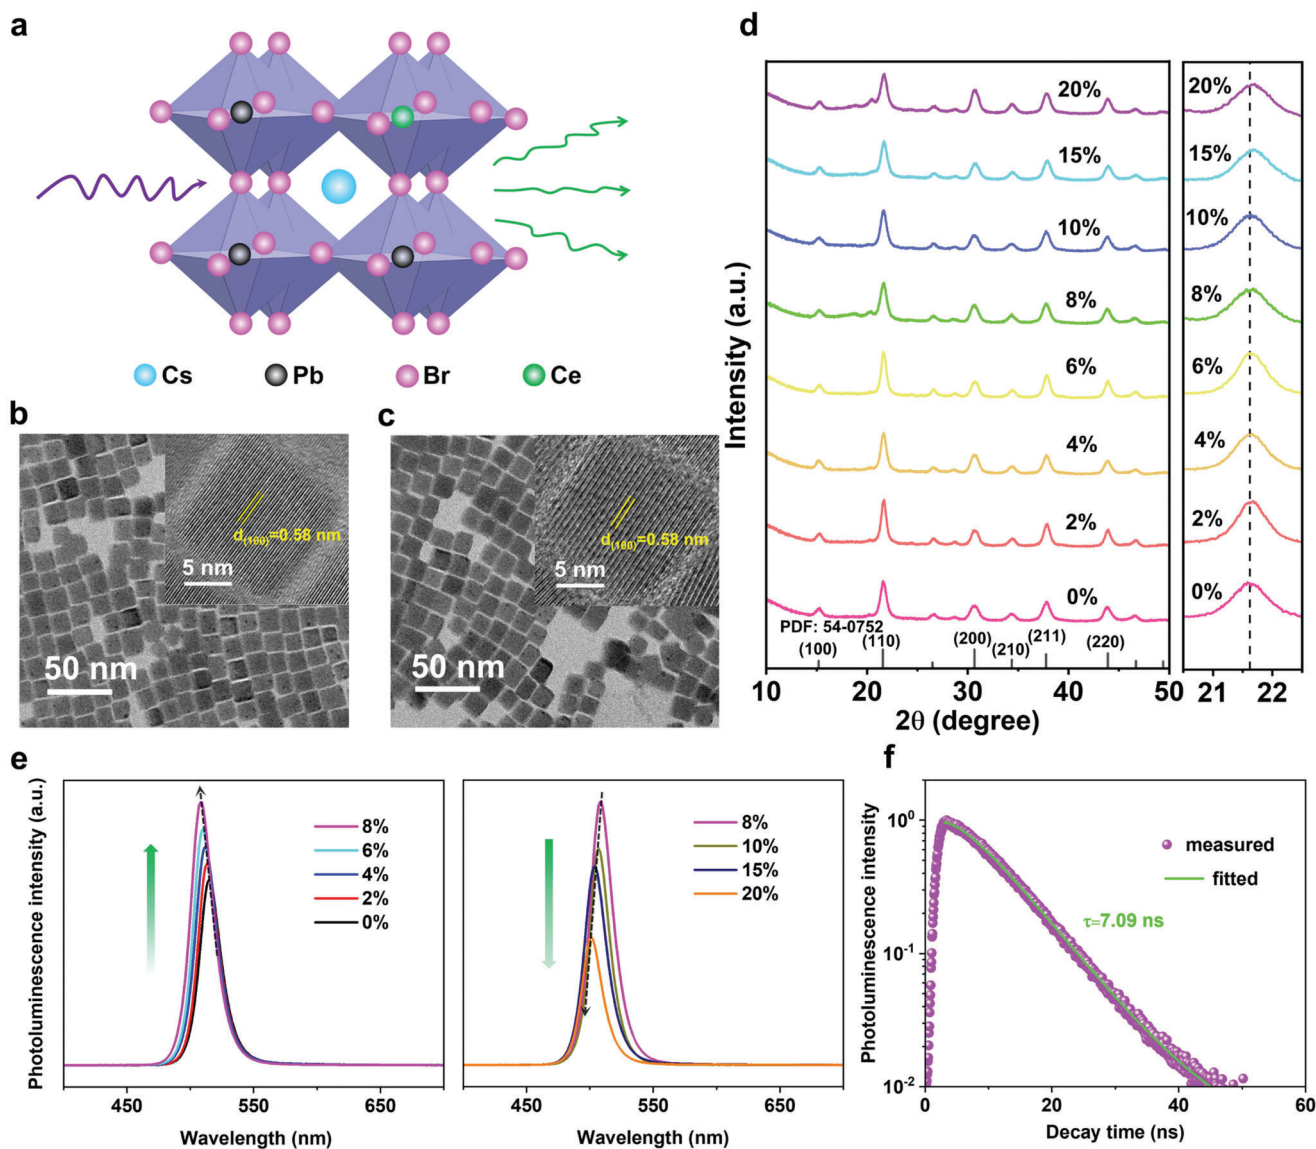 a
Cs
Pb
Br
Ce
b
d(100)=0.58 nm
5 nm
50 nm
c
d(100)=0.58 nm
5 nm
50 nm
d
Intensity (a.u.)
20%
15%
10%
8%
6%
4%
2%
0%
PDF: 54-0752
(100)
(110)
(200)
(210)
(211)
(220)
10
20
30
40
50
20%
15%
10%
8%
6%
4%
2%
0%
21
22
2θ (degree)
e
Photoluminescence intensity (a.u.)
8%
6%
4%
2%
0%
450
550
650
Wavelength (nm)
8%
10%
15%
20%
450
550
650
Wavelength (nm)
f
Photoluminescence intensity
10⁰
10⁻¹
10⁻²
measured
fitted
τ=7.09 ns
0
20
40
60
Decay time (ns)